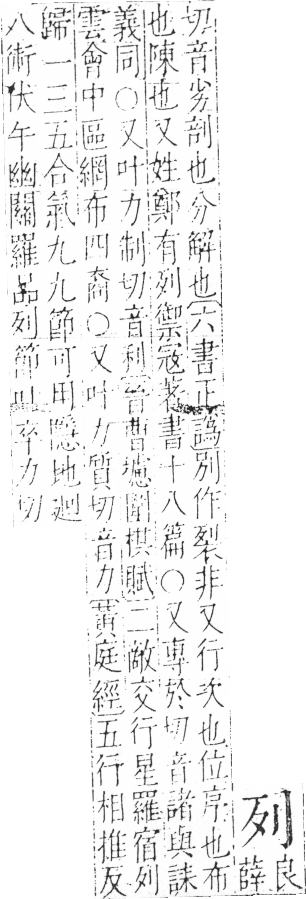 列 良薛
切音劣剖也分解也六書正譌別作裂非又行次也位序也布
也陳也又姓鄭有列禦寇著書十八篇○又專於切音諸與誅
義同○又叶力制切音利晉曹攄圍棋賦二敵交行星羅宿列
雲會中區網布四裔○又叶力質切音力黃庭經五行相推反
歸一三五合氣九九節可用隱地迴
八術伏午幽闕羅品列節叶卒力切